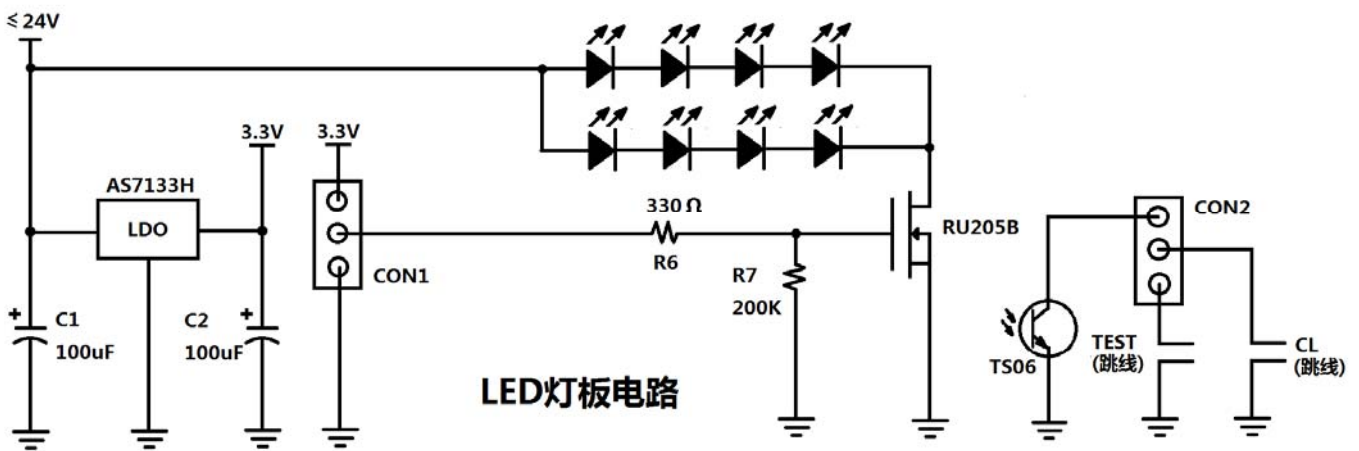 ≤24V
3.3V
3.3V
AS7133H
LDO
CON1
330Ω
R6
R7
200K
RU205B
CON2
C1
100uF
C2
100uF
TS06
TEST
(跳线)
CL
(跳线)
LED灯板电路